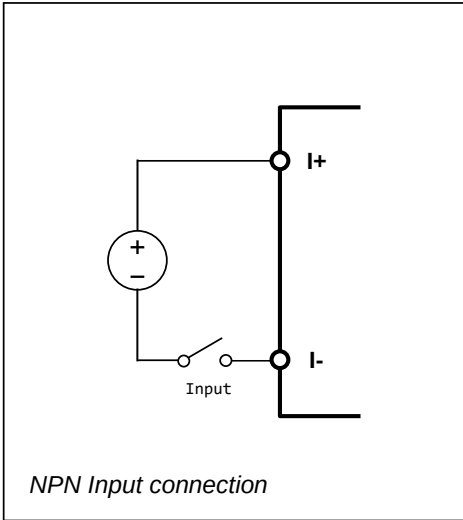 I+
+
−
I-
Input
NPN Input connection